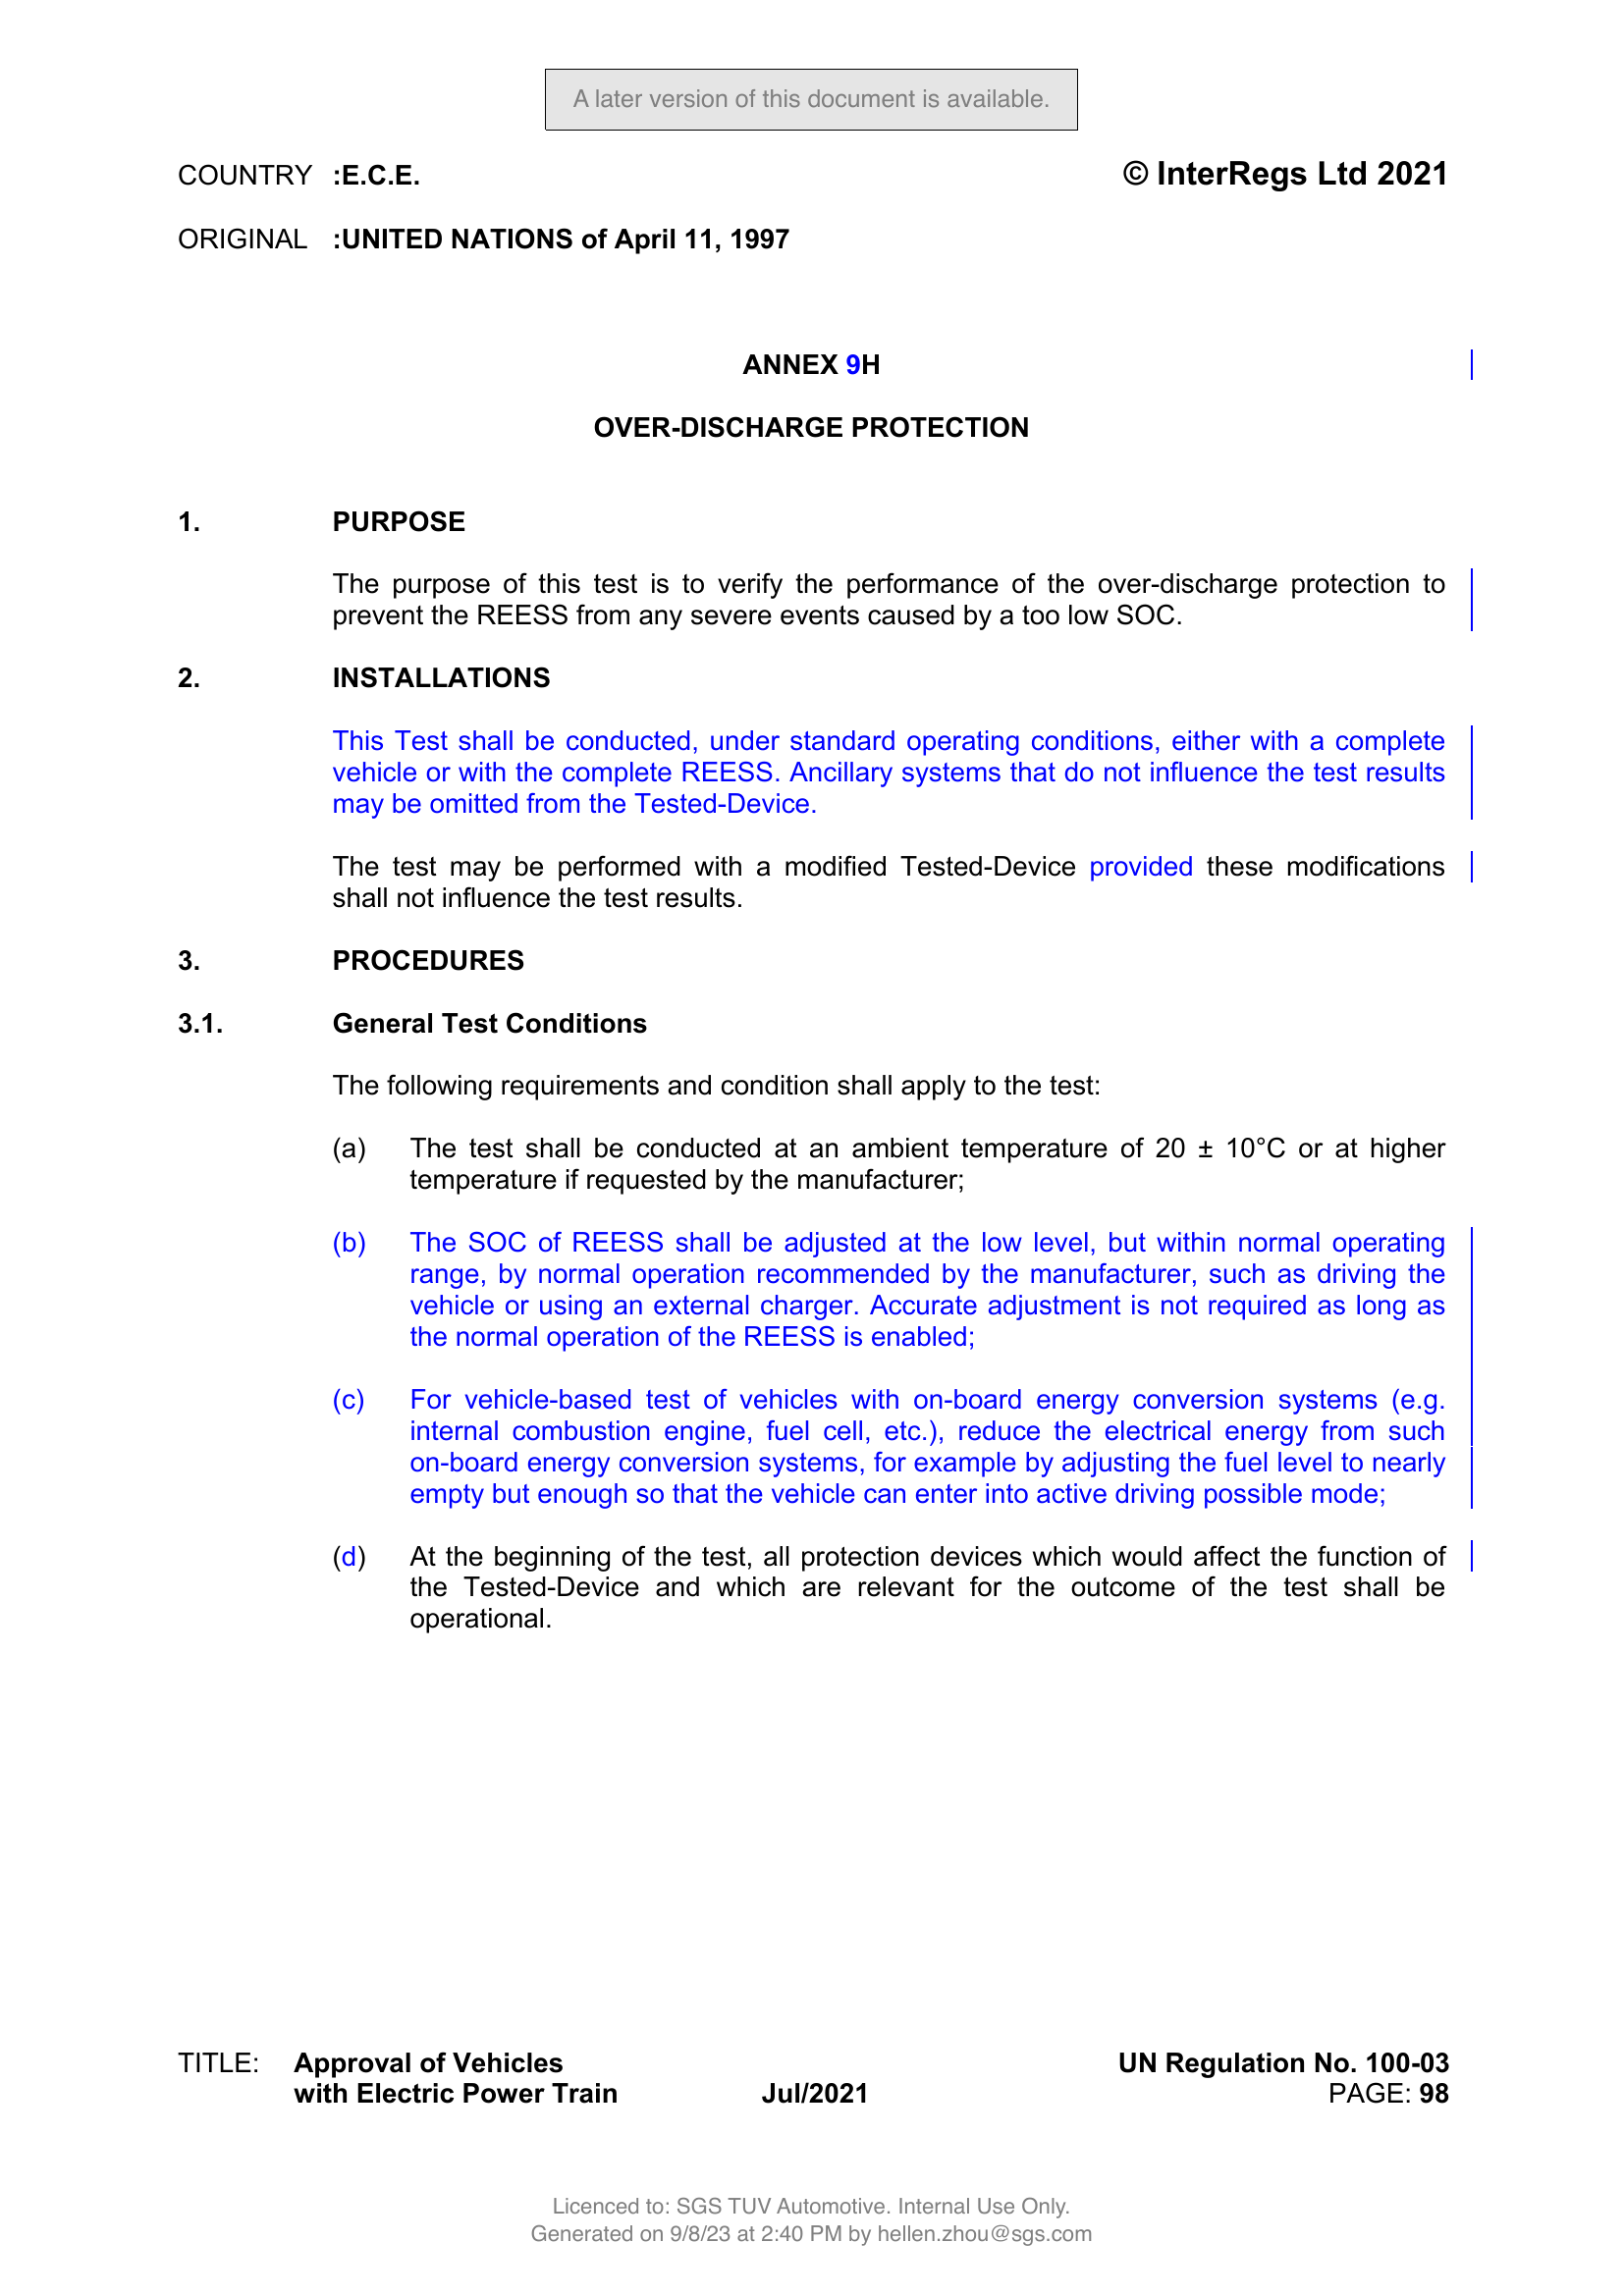 A later version of this document is available.
COUNTRY :E.C.E. © InterRegs Ltd 2021
ORIGINAL :UNITED NATIONS of April 11, 1997
ANNEX 9H
OVER-DISCHARGE PROTECTION
1. PURPOSE
The purpose of this test is to verify the performance of the over-discharge protection to
prevent the REESS from any severe events caused by a too low SOC.
2. INSTALLATIONS
This Test shall be conducted, under standard operating conditions, either with a complete
vehicle or with the complete REESS. Ancillary systems that do not influence the test results
may be omitted from the Tested-Device.
The test may be performed with a modified Tested-Device provided these modifications
shall not influence the test results.
3. PROCEDURES
3.1. General Test Conditions
The following requirements and condition shall apply to the test:
(a) The test shall be conducted at an ambient temperature of 20 ± 10°C or at higher
temperature if requested by the manufacturer;
(b) The SOC of REESS shall be adjusted at the low level, but within normal operating
range, by normal operation recommended by the manufacturer, such as driving the
vehicle or using an external charger. Accurate adjustment is not required as long as
the normal operation of the REESS is enabled;
(c) For vehicle-based test of vehicles with on-board energy conversion systems (e.g.
internal combustion engine, fuel cell, etc.), reduce the electrical energy from such
on-board energy conversion systems, for example by adjusting the fuel level to nearly
empty but enough so that the vehicle can enter into active driving possible mode;
(d) At the beginning of the test, all protection devices which would affect the function of
the Tested-Device and which are relevant for the outcome of the test shall be
operational.
TITLE: Approval of Vehicles UN Regulation No. 100-03
with Electric Power Train Jul/2021 PAGE: 98
Licenced to: SGS TUV Automotive. Internal Use Only.
Generated on 9/8/23 at 2:40 PM by hellen.zhou@sgs.com